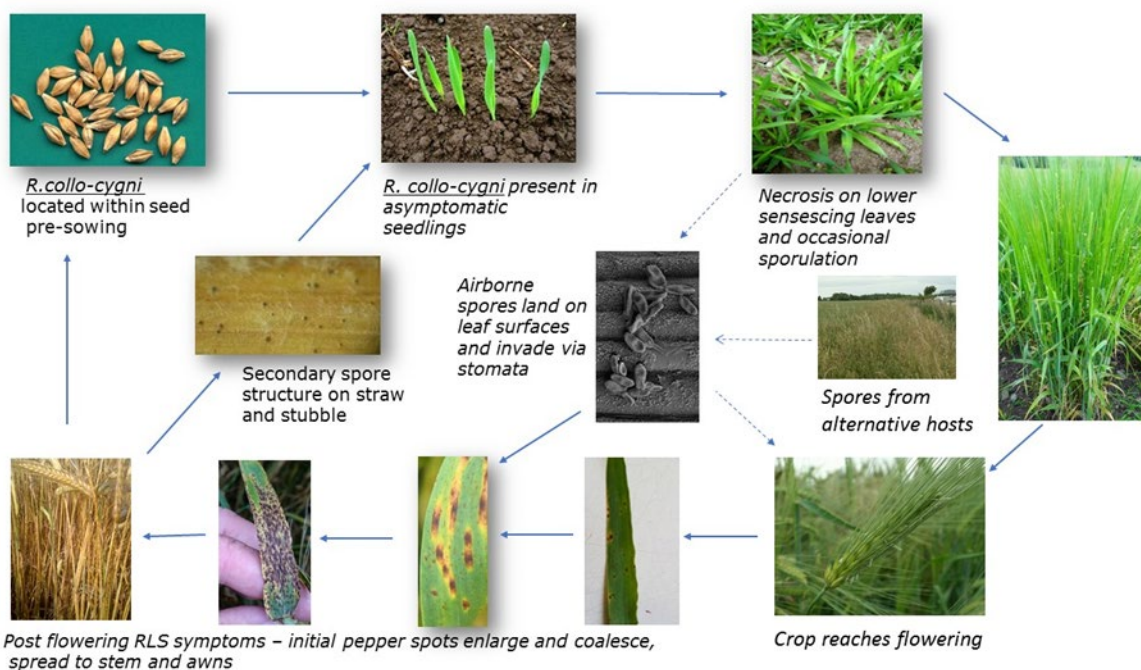 R.collo-cygni
located within seed
pre-sowing
R. collo-cygni present in
asymptomatic
seedlings
Necrosis on lower
sensescing leaves
and occasional
sporulation
Airborne
spores land on
leaf surfaces
and invade via
stomata
Secondary spore
structure on straw
and stubble
Spores from
alternative hosts
Post flowering RLS symptoms – initial pepper spots enlarge and coalesce,
spread to stem and awns
Crop reaches flowering